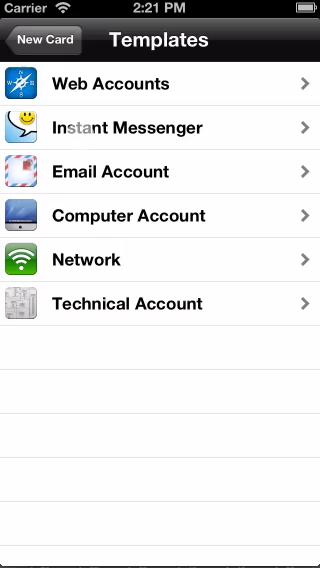 Carrier 2:21 PM
New Card Templates
Web Accounts
Instant Messenger
Email Account
Computer Account
Network
Technical Account